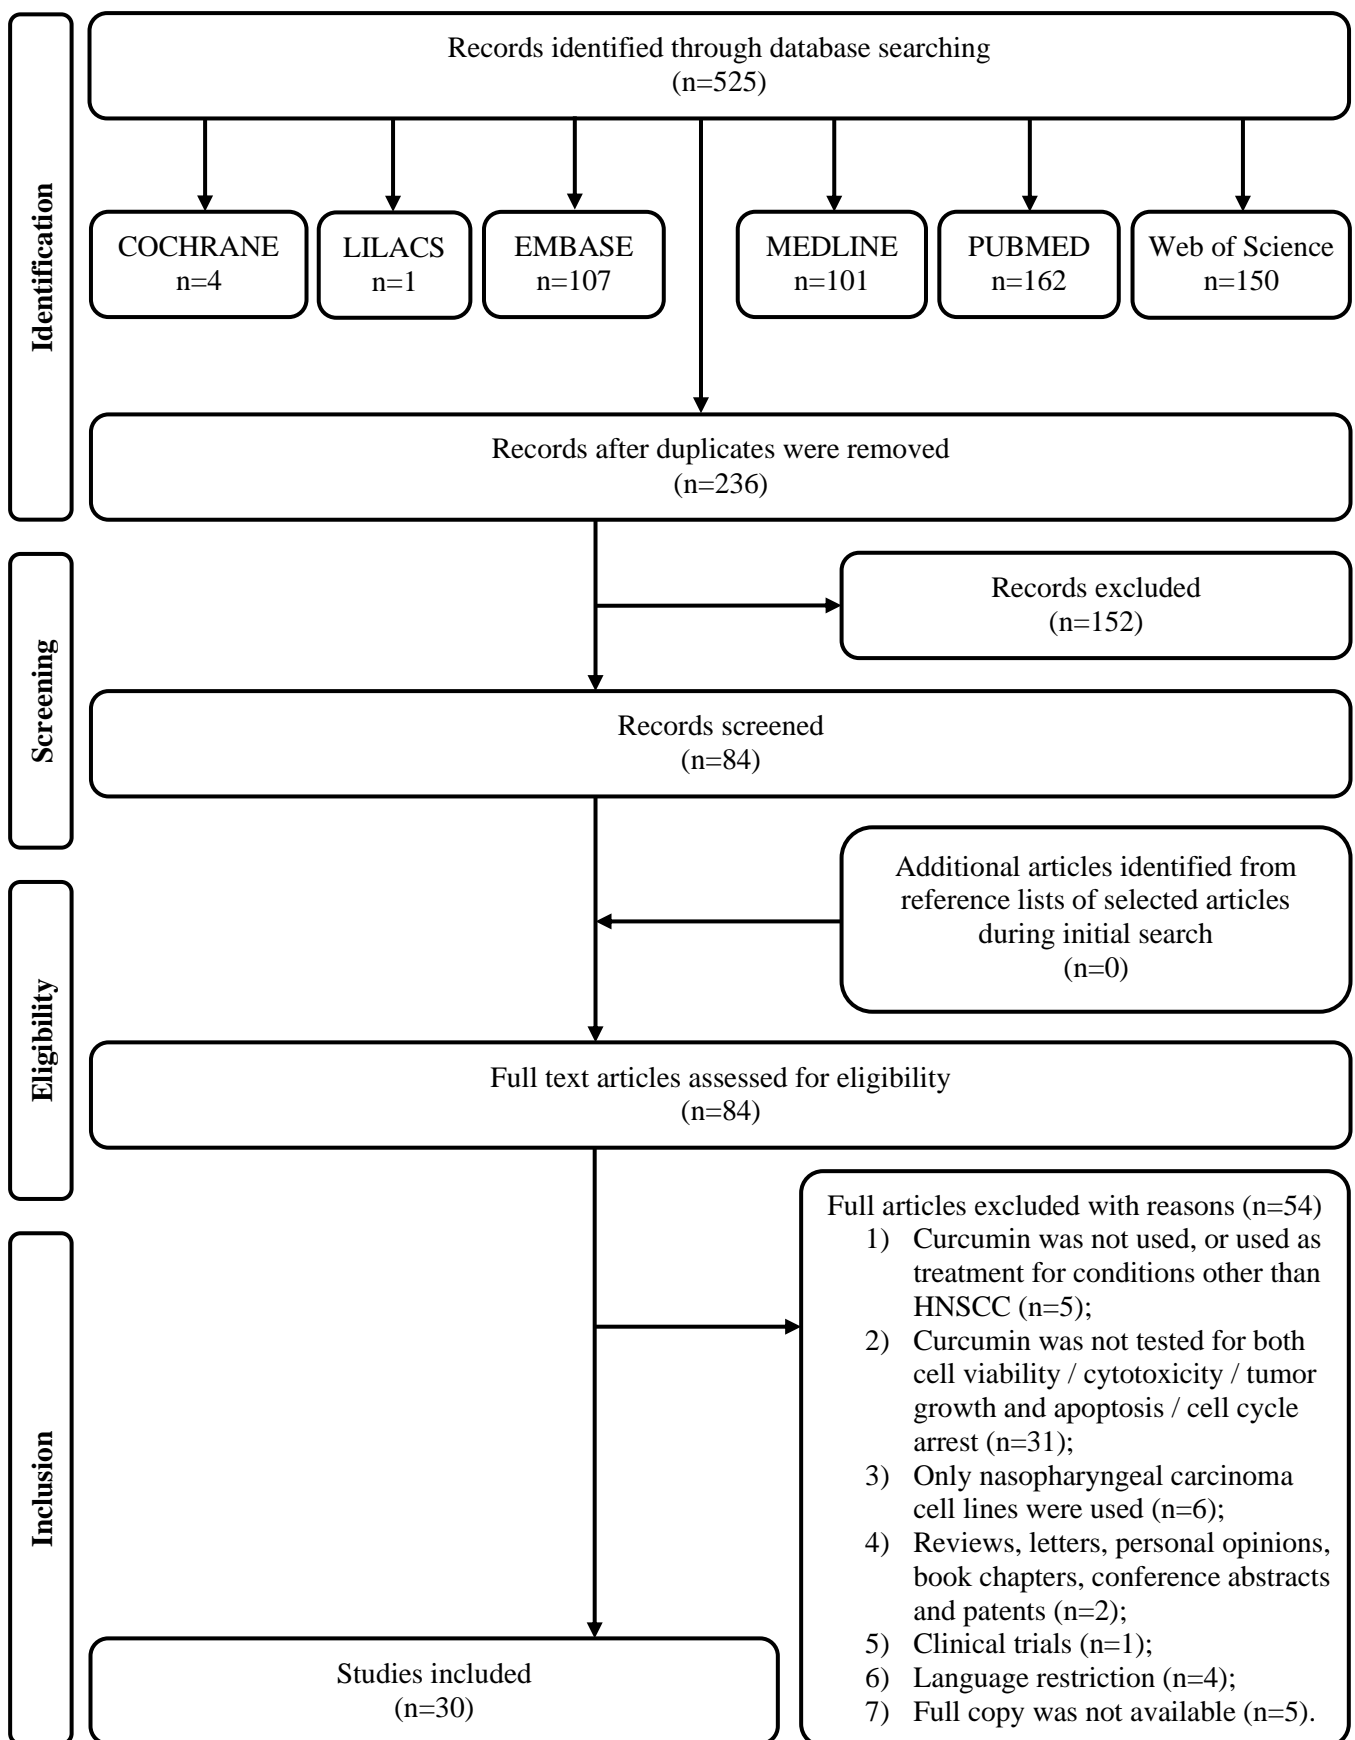 Identification
Records identified through database searching
(n=525)
COCHRANE
n=4
LILACS
n=1
EMBASE
n=107
MEDLINE
n=101
PUBMED
n=162
Web of Science
n=150
Records after duplicates were removed
(n=236)
Screening
Records excluded
(n=152)
Records screened
(n=84)
Eligibility
Additional articles identified from
reference lists of selected articles
during initial search
(n=0)
Full text articles assessed for eligibility
(n=84)
Inclusion
Full articles excluded with reasons (n=54)
1) Curcumin was not used, or used as
treatment for conditions other than
HNSCC (n=5);
2) Curcumin was not tested for both
cell viability / cytotoxicity / tumor
growth and apoptosis / cell cycle
arrest (n=31);
3) Only nasopharyngeal carcinoma
cell lines were used (n=6);
4) Reviews, letters, personal opinions,
book chapters, conference abstracts
and patents (n=2);
5) Clinical trials (n=1);
6) Language restriction (n=4);
7) Full copy was not available (n=5).
Studies included
(n=30)